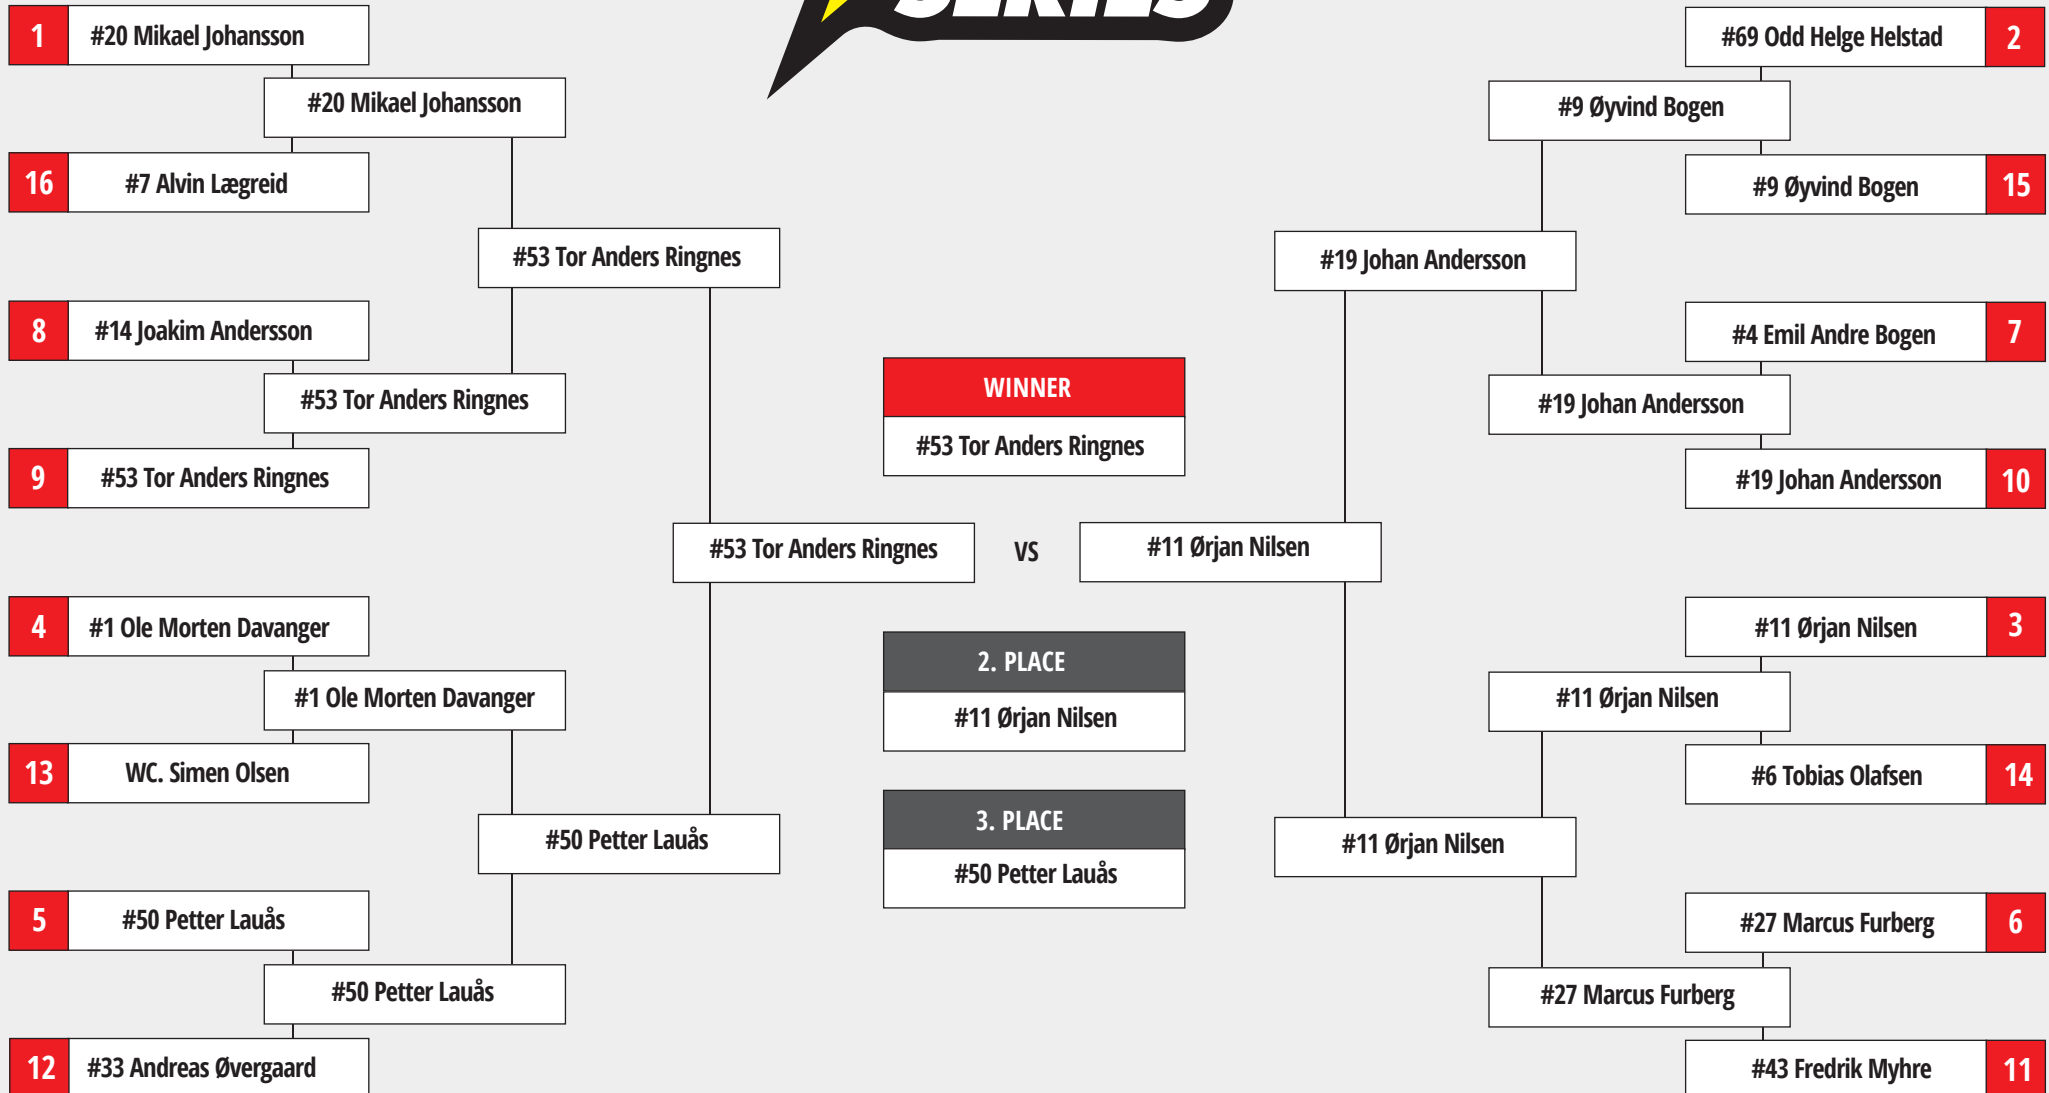 SERIES
1 #20 Mikael Johansson
#20 Mikael Johansson
16 #7 Alvin Lægreid
#53 Tor Anders Ringnes
8 #14 Joakim Andersson
#53 Tor Anders Ringnes
9 #53 Tor Anders Ringnes
#53 Tor Anders Ringnes
4 #1 Ole Morten Davanger
#1 Ole Morten Davanger
13 WC. Simen Olsen
#50 Petter Lauås
5 #50 Petter Lauås
#50 Petter Lauås
12 #33 Andreas Øvergaard
WINNER
#53 Tor Anders Ringnes
VS
2. PLACE
#11 Ørjan Nilsen
3. PLACE
#50 Petter Lauås
#69 Odd Helge Helstad 2
#9 Øyvind Bogen
#9 Øyvind Bogen 15
#19 Johan Andersson
#4 Emil Andre Bogen 7
#19 Johan Andersson
#19 Johan Andersson 10
#11 Ørjan Nilsen
#11 Ørjan Nilsen 3
#11 Ørjan Nilsen
#6 Tobias Olafsen 14
#11 Ørjan Nilsen
#27 Marcus Furberg 6
#27 Marcus Furberg
#43 Fredrik Myhre 11